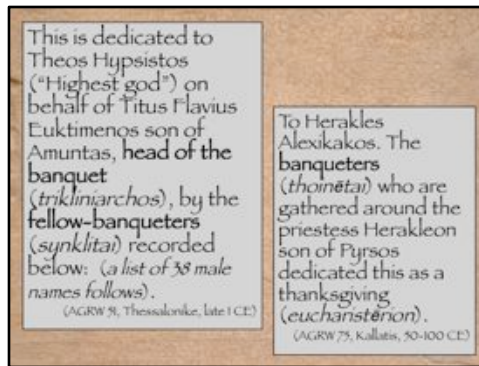 This is dedicated to
Theos Hypsistos
("Highest god") on
behalf of Titus Flavius
Euktimenos son of
Amuntas, head of the
banquet
(trikliniarchos), by the
fellow-banqueters
(synklitai) recorded
below: (a list of 38 male
names follows).
(AGRW 51, Thessalonike, late 1 CE)
To Herakles
Alexikakos. The
banqueters
(thoinētai) who are
gathered around the
priestess Herakleon
son of Pyrsos
dedicated this as a
thanksgiving
(eucharistērion).
(AGRW 73, Kallatis, 50-100 CE)